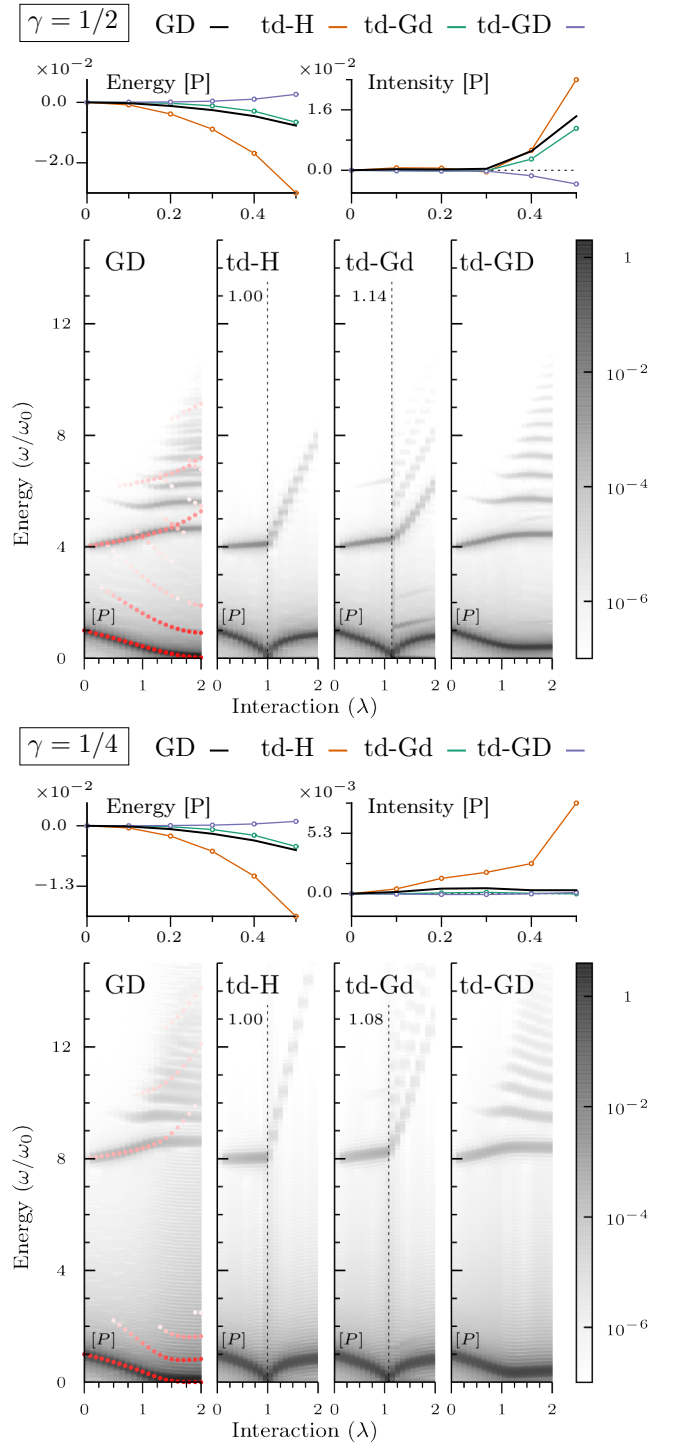 γ = 1/2 GD td-H td-Gd td-GD
×10⁻² Energy [P] ×10⁻² Intensity [P]
0.0 1.6
−2.0 0.0
0 0.2 0.4 0 0.2 0.4
GD td-H td-Gd td-GD
1
1.00 1.14
12
10⁻²
8
10⁻⁴
4
10⁻⁶
[P] [P] [P] [P]
0
Energy (ω/ω₀)
0 1 2 0 1 2 0 1 2 0 1 2
Interaction (λ)
γ = 1/4 GD td-H td-Gd td-GD
×10⁻² Energy [P] ×10⁻³ Intensity [P]
0.0 5.3
−1.3 0.0
0 0.2 0.4 0 0.2 0.4
GD td-H td-Gd td-GD
1
1.00 1.08
12
10⁻²
8
10⁻⁴
4
10⁻⁶
[P] [P] [P] [P]
0
Energy (ω/ω₀)
0 1 2 0 1 2 0 1 2 0 1 2
Interaction (λ)